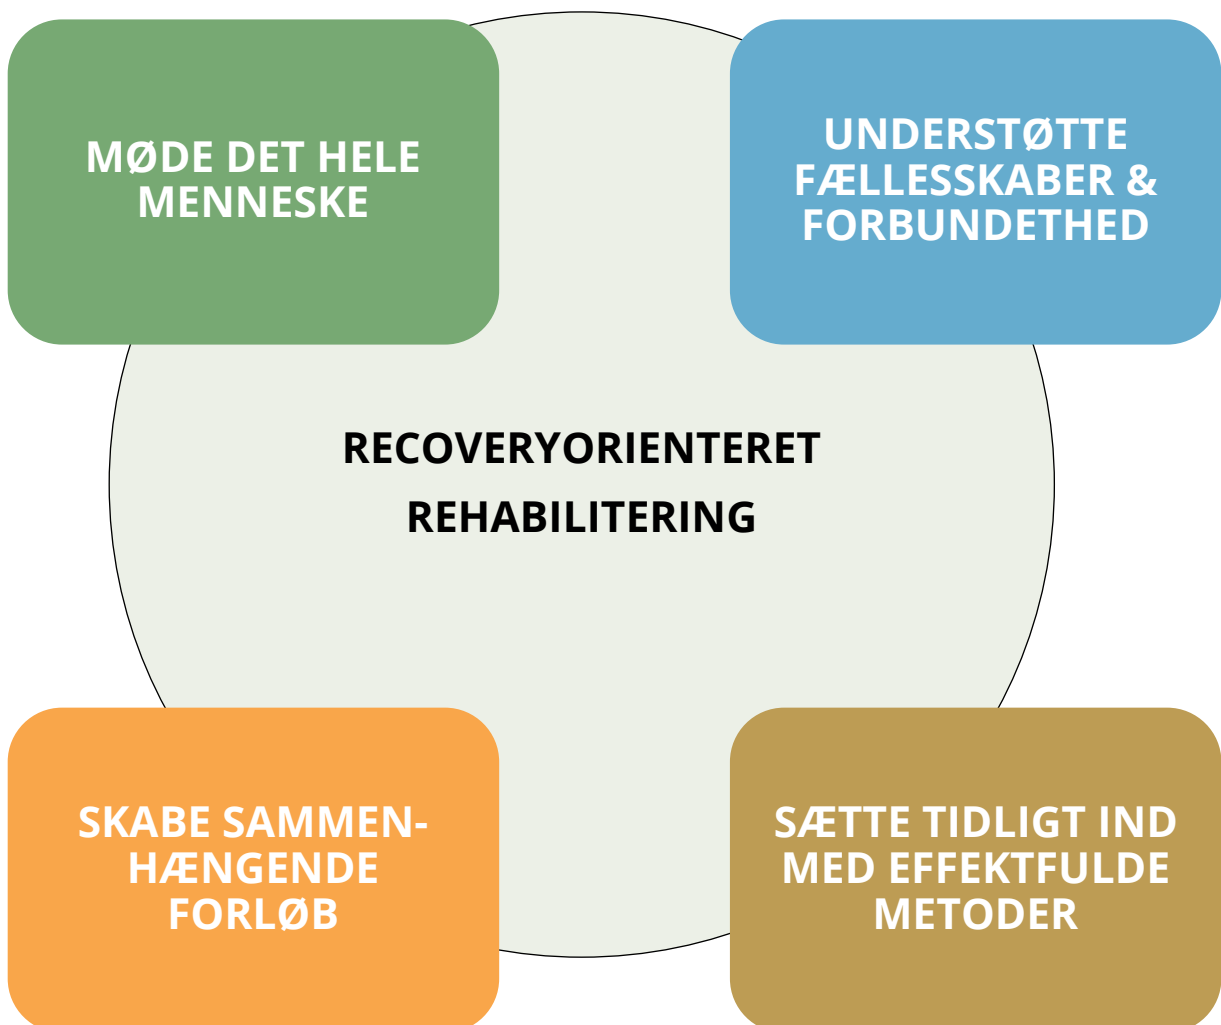 MØDE DET HELE
MENNESKE
UNDERSTØTTE
FÆLLESSKABER &
FORBUNDETHED
RECOVERYORIENTERET
REHABILITERING
SKABE SAMMEN-
HÆNGENDE
FORLØB
SÆTTE TIDLIGT IND
MED EFFEKTFULDE
METODER